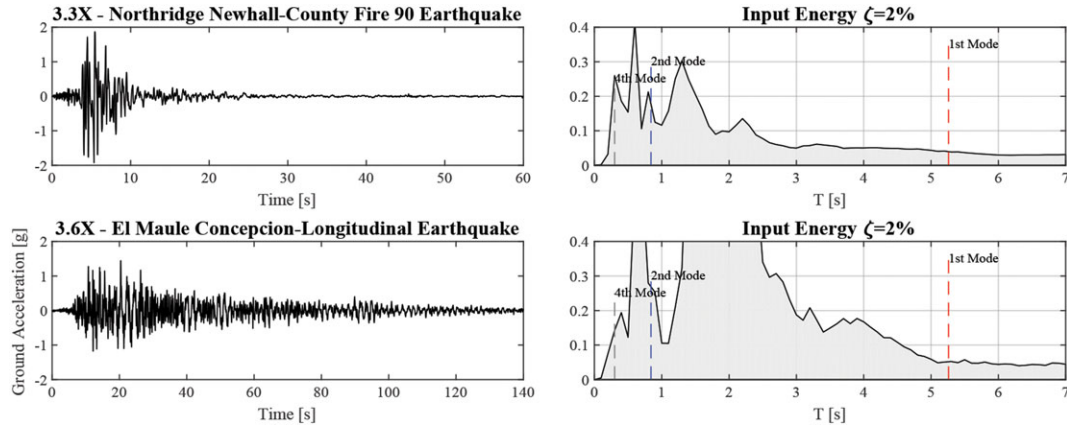 3.3X - Northridge Newhall-County Fire 90 Earthquake
2
1
0
-1
-2
0 10 20 30 40 50 60
Time [s]
Input Energy ζ=2%
0.4
0.3
0.2
0.1
0
4th Mode
2nd Mode
1st Mode
0 1 2 3 4 5 6 7
T [s]
3.6X - El Maule Concepcion-Longitudinal Earthquake
Ground Acceleration [g]
2
1
0
-1
-2
0 20 40 60 80 100 120 140
Time [s]
Input Energy ζ=2%
0.4
0.3
0.2
0.1
0
4th Mode
2nd Mode
1st Mode
0 1 2 3 4 5 6 7
T [s]